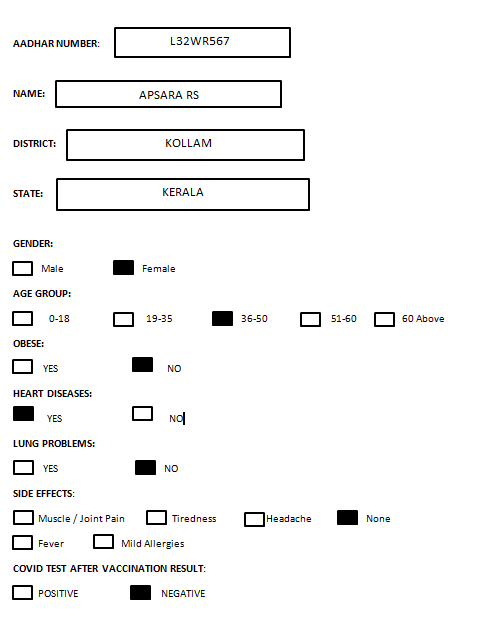 AADHAR NUMBER: L32WR567
NAME: APSARA RS
DISTRICT: KOLLAM
STATE: KERALA
GENDER:
Male Female
AGE GROUP:
0-18 19-35 36-50 51-60 60 Above
OBESE:
YES NO
HEART DISEASES:
YES NO
LUNG PROBLEMS:
YES NO
SIDE EFFECTS:
Muscle / Joint Pain Tiredness Headache None
Fever Mild Allergies
COVID TEST AFTER VACCINATION RESULT:
POSITIVE NEGATIVE